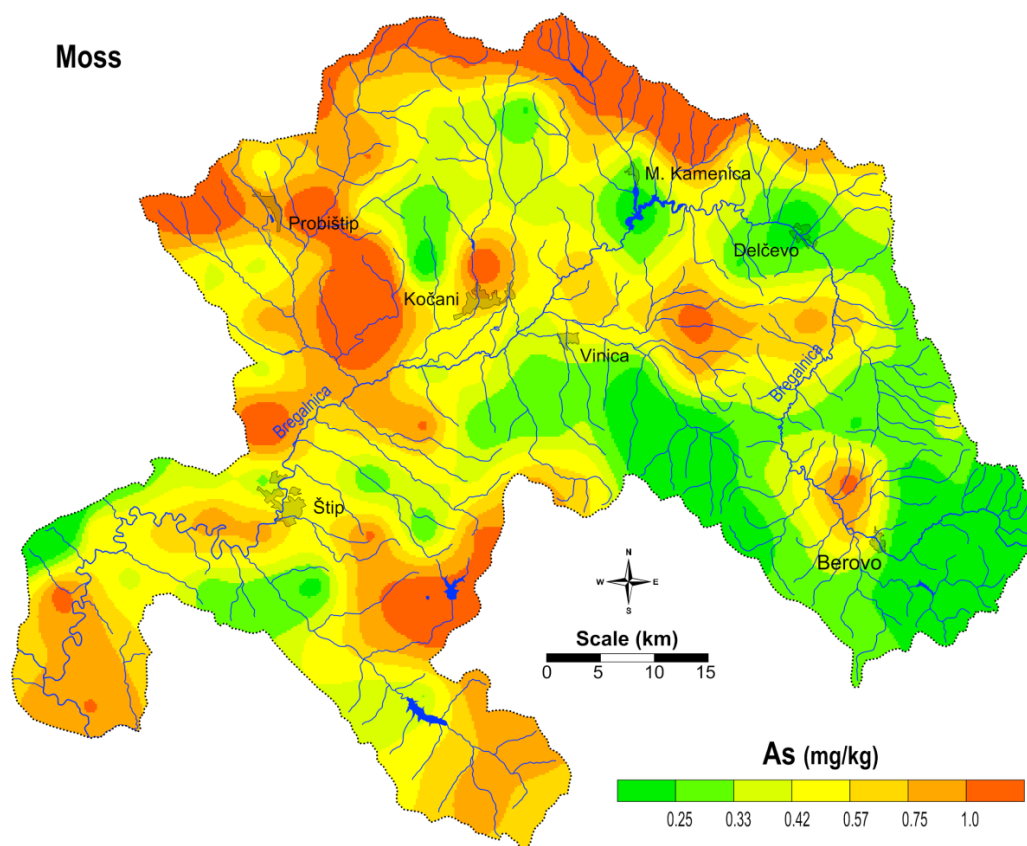 Moss
M. Kamenica
Probištip
Delčevo
Kočani
Vinica
Bregalnica
Bregalnica
Štip
Berovo
N
W E
S
Scale (km)
0 5 10 15
As (mg/kg)
0.25 0.33 0.42 0.57 0.75 1.0